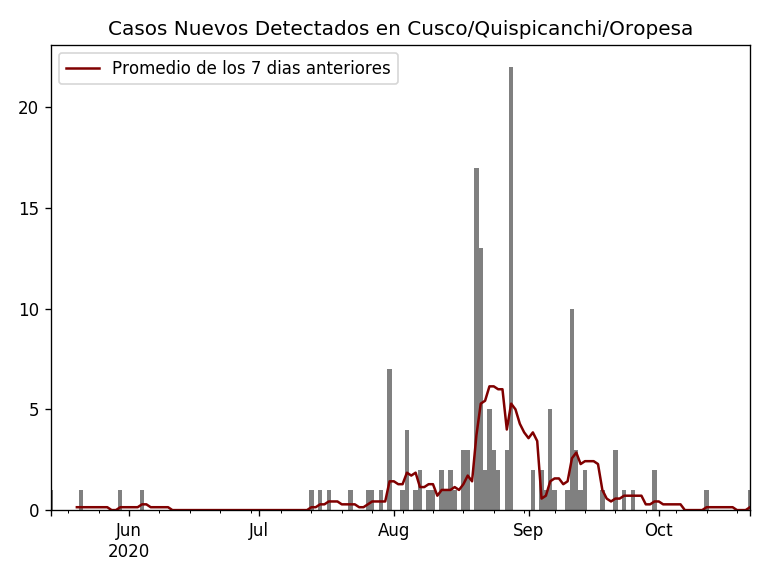 Casos Nuevos Detectados en Cusco/Quispicanchi/Oropesa
Promedio de los 7 dias anteriores
20
15
10
5
0
Jun Jul Aug Sep Oct
2020